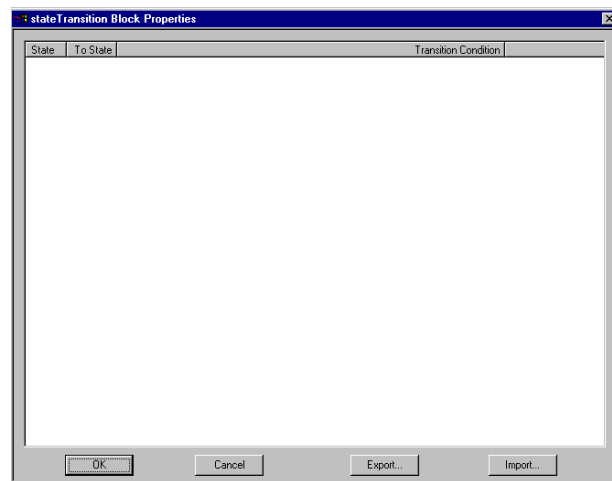 stateTransition Block Properties
State To State Transition Condition
OK Cancel Export... Import...